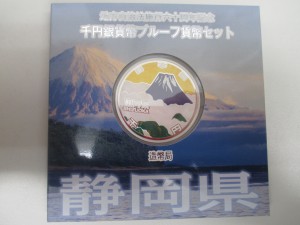 地方自治法施行六十周年記念
千円銀貨幣プルーフ貨幣セット
造幣局
静岡県